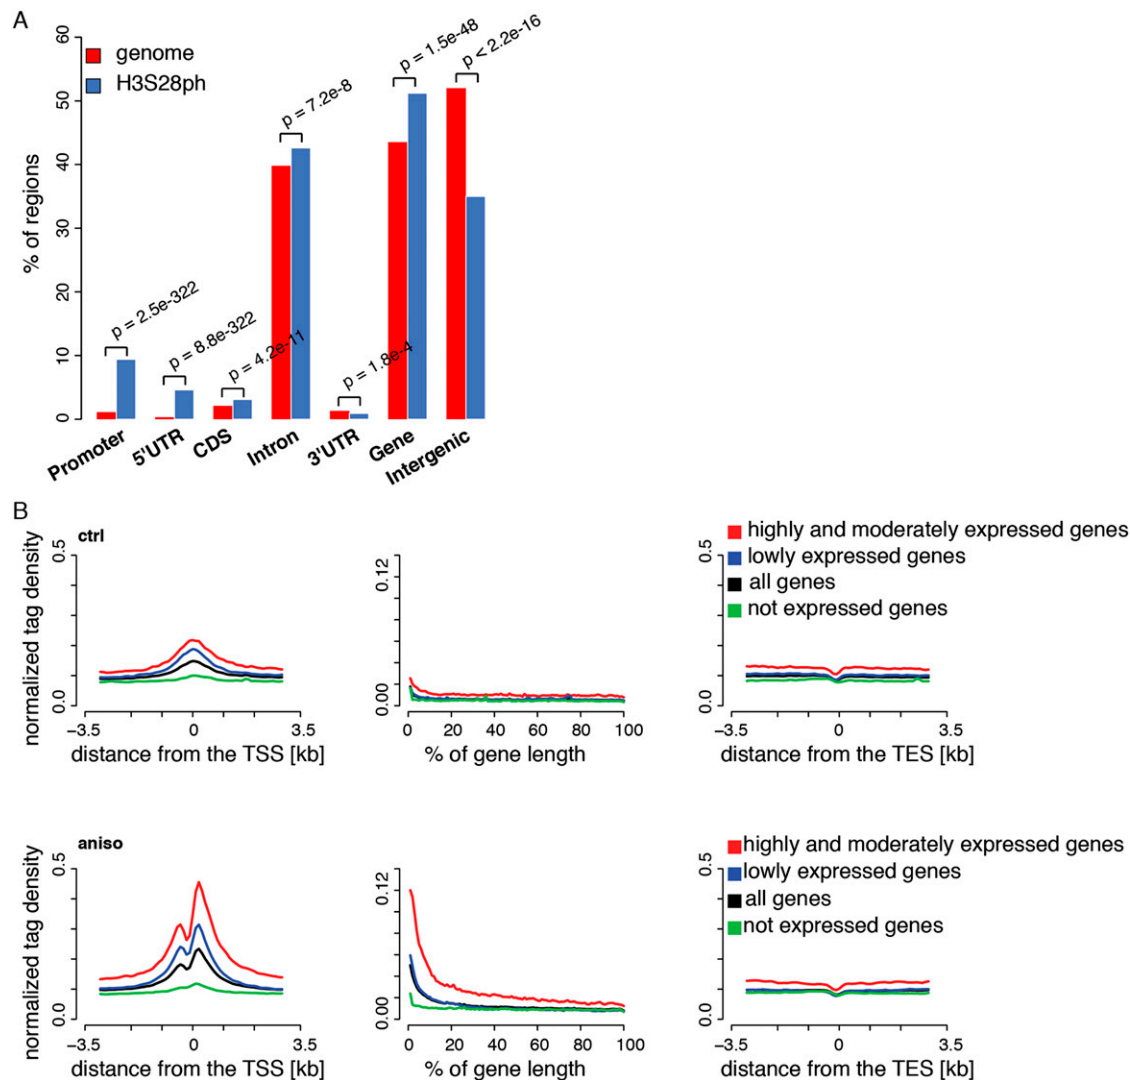 A
60
50
40
30
20
10
0
% of regions
genome
H3S28ph
p = 2.5e-322
p = 8.8e-322
p = 4.2e-11
p = 7.2e-8
p = 1.8e-4
p = 1.5e-48
p < 2.2e-16
Promoter
5'UTR
CDS
Intron
3'UTR
Gene
Intergenic
B
ctrl
normalized tag density
0.5
0.0
−3.5 0 3.5
distance from the TSS [kb]
0.12
0.00
0 20 40 60 80 100
% of gene length
highly and moderately expressed genes
lowly expressed genes
all genes
not expressed genes
0.5
0.0
−3.5 0 3.5
distance from the TES [kb]
aniso
normalized tag density
0.5
0.0
−3.5 0 3.5
distance from the TSS [kb]
0.12
0.00
0 20 40 60 80 100
% of gene length
highly and moderately expressed genes
lowly expressed genes
all genes
not expressed genes
0.5
0.0
−3.5 0 3.5
distance from the TES [kb]